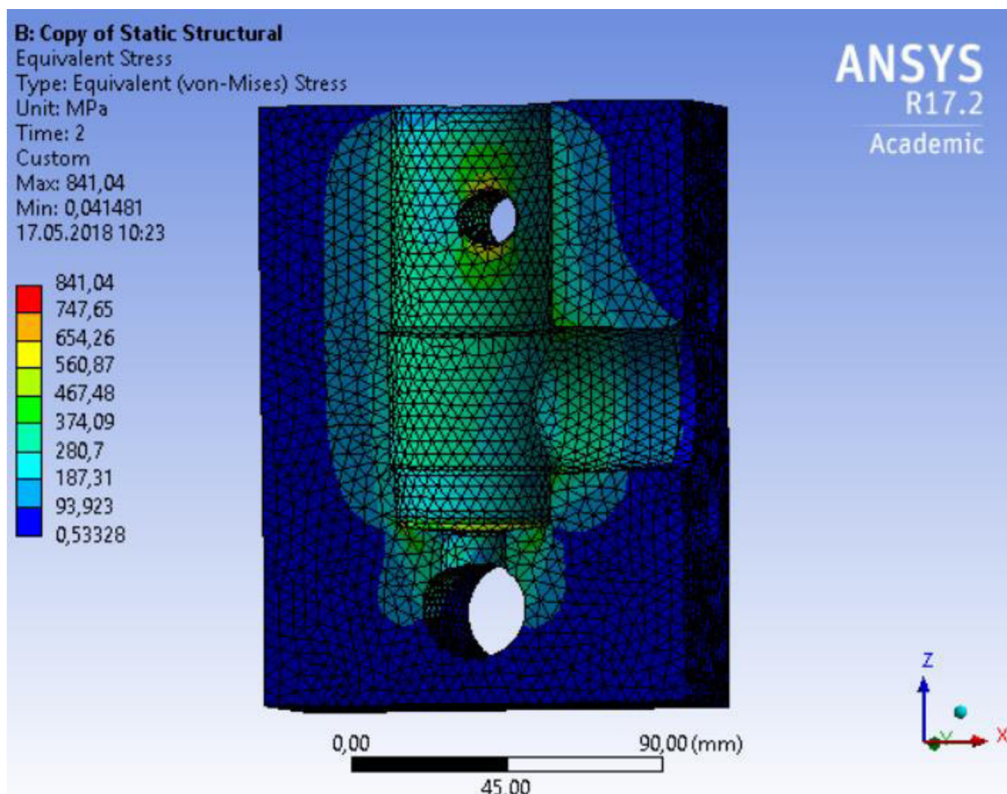 B: Copy of Static Structural
Equivalent Stress
Type: Equivalent (von-Mises) Stress
Unit: MPa
Time: 2
Custom
Max: 841,04
Min: 0,041481
17.05.2018 10:23
841,04
747,65
654,26
560,87
467,48
374,09
280,7
187,31
93,923
0,53328
ANSYS
R17.2
Academic
0,00
90,00 (mm)
45,00
Z
Y
X